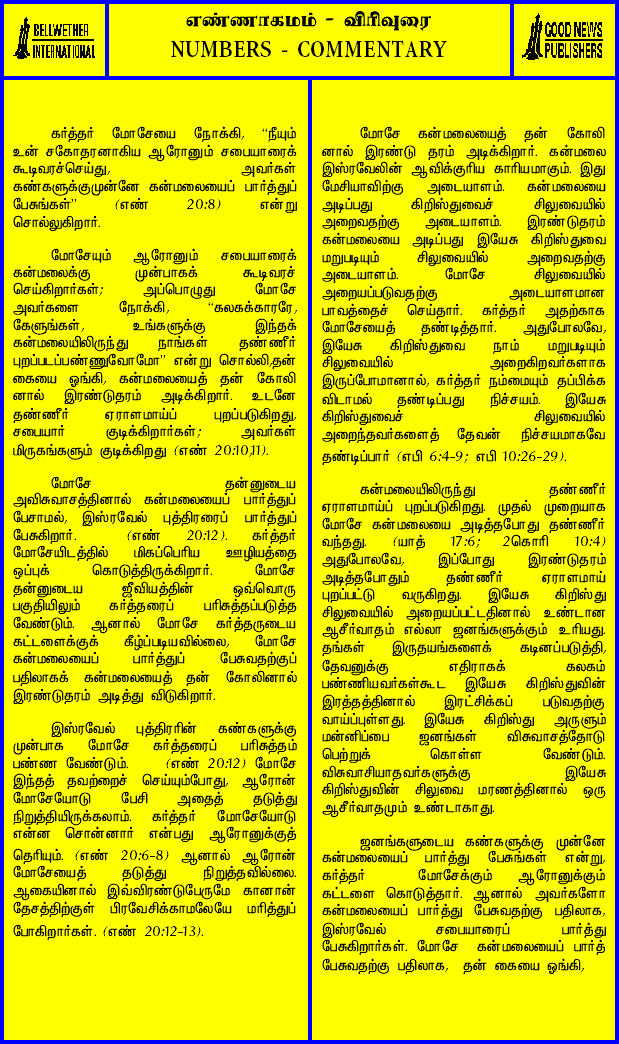 BELLWETHER
INTERNATIONAL
எண்ணாகமம் - விரிவுரை
NUMBERS - COMMENTARY
GOOD NEWS
PUBLISHERS
கர்த்தர் மோசேயை நோக்கி, “நீயும்
உன் சகோதரனாகிய ஆரோனும் சபையாரைக்
கூடிவரச்செய்து, அவர்கள்
கண்களுக்குமுன்னே கன்மலையைப் பார்த்துப்
பேசுங்கள்” (எண் 20:8) என்று
சொல்லுகிறார்.
மோசேயும் ஆரோனும் சபையாரைக்
கன்மலைக்கு முன்பாகக் கூடிவரச்
செய்கிறார்கள்; அப்பொழுது மோசே
அவர்களை நோக்கி, “கலகக்காரரே,
கேளுங்கள், உங்களுக்கு இந்தக்
கன்மலையிலிருந்து நாங்கள் தண்ணீர்
புறப்படப்பண்ணுவோமோ” என்று சொல்லி,தன்
கையை ஓங்கி, கன்மலையைத் தன் கோலி
னால் இரண்டுதரம் அடிக்கிறார். உடனே
தண்ணீர் ஏராளமாய்ப் புறப்படுகிறது,
சபையார் குடிக்கிறார்கள்; அவர்கள்
மிருகங்களும் குடிக்கிறது (எண் 20:10,11).
மோசே தன்னுடைய
அவிசுவாசத்தினால் கன்மலையைப் பார்த்துப்
பேசாமல், இஸ்ரவேல் புத்திரரைப் பார்த்துப்
பேசுகிறார். (எண் 20:12). கர்த்தர்
மோசேயிடத்தில் மிகப்பெரிய ஊழியத்தை
ஒப்புக் கொடுத்திருக்கிறார். மோசே
தன்னுடைய ஜீவியத்தின் ஒவ்வொரு
பகுதியிலும் கர்த்தரைப் பரிசுத்தப்படுத்த
வேண்டும். ஆனால் மோசே கர்த்தருடைய
கட்டளைக்குக் கீழ்ப்படியவில்லை, மோசே
கன்மலையைப் பார்த்துப் பேசுவதற்குப்
பதிலாகக் கன்மலையைத் தன் கோலினால்
இரண்டுதரம் அடித்து விடுகிறார்.
இஸ்ரவேல் புத்திரரின் கண்களுக்கு
முன்பாக மோசே கர்த்தரைப் பரிசுத்தம்
பண்ண வேண்டும். (எண் 20:12) மோசே
இந்தத் தவற்றைச் செய்யும்போது, ஆரோன்
மோசேயோடு பேசி அதைத் தடுத்து
நிறுத்தியிருக்கலாம். கர்த்தர் மோசேயோடு
என்ன சொன்னார் என்பது ஆரோனுக்குத்
தெரியும். (எண் 20:6-8) ஆனால் ஆரோன்
மோசேயைத் தடுத்து நிறுத்தவில்லை.
ஆகையினால் இவ்விரண்டுபேருமே கானான்
தேசத்திற்குள் பிரவேசிக்காமலேயே மரித்துப்
போகிறார்கள். (எண் 20:12-13).
மோசே கன்மலையைத் தன் கோலி
னால் இரண்டு தரம் அடிக்கிறார். கன்மலை
இஸ்ரவேலின் ஆவிக்குரிய காரியமாகும். இது
மேசியாவிற்கு அடையாளம். கன்மலையை
அடிப்பது கிறிஸ்துவைச் சிலுவையில்
அறைவதற்கு அடையாளம். இரண்டுதரம்
கன்மலையை அடிப்பது இயேசு கிறிஸ்துவை
மறுபடியும் சிலுவையில் அறைவதற்கு
அடையாளம். மோசே சிலுவையில்
அறையப்படுவதற்கு அடையாளமான
பாவத்தைச் செய்தார். கர்த்தர் அதற்காக
மோசேயைத் தண்டித்தார். அதுபோலவே,
இயேசு கிறிஸ்துவை நாம் மறுபடியும்
சிலுவையில் அறைகிறவர்களாக
இருப்போமானால், கர்த்தர் நம்மையும் தப்பிக்க
விடாமல் தண்டிப்பது நிச்சயம். இயேசு
கிறிஸ்துவைச் சிலுவையில்
அறைந்தவர்களைத் தேவன் நிச்சயமாகவே
தண்டிப்பார் (எபி 6:4-9; எபி 10:26-29).
கன்மலையிலிருந்து தண்ணீர்
ஏராளமாய்ப் புறப்படுகிறது. முதல் முறையாக
மோசே கன்மலையை அடித்தபோது தண்ணீர்
வந்தது. (யாத் 17:6; 2கொரி 10:4)
அதுபோலவே, இப்போது இரண்டுதரம்
அடித்தபோதும் தண்ணீர் ஏராளமாய்
புறப்பட்டு வருகிறது. இயேசு கிறிஸ்து
சிலுவையில் அறையப்பட்டதினால் உண்டான
ஆசீர்வாதம் எல்லா ஜனங்களுக்கும் உரியது.
தங்கள் இருதயங்களைக் கடினப்படுத்தி,
தேவனுக்கு எதிராகக் கலகம்
பண்ணியவர்கள்கூட இயேசு கிறிஸ்துவின்
இரத்தத்தினால் இரட்சிக்கப் படுவதற்கு
வாய்ப்புள்ளது. இயேசு கிறிஸ்து அருளும்
மன்னிப்பை ஜனங்கள் விசுவாசத்தோடு
பெற்றுக் கொள்ள வேண்டும்.
விசுவாசியாதவர்களுக்கு இயேசு
கிறிஸ்துவின் சிலுவை மரணத்தினால் ஒரு
ஆசீர்வாதமும் உண்டாகாது.
ஜனங்களுடைய கண்களுக்கு முன்னே
கன்மலையைப் பார்த்து பேசுங்கள் என்று,
கர்த்தர் மோசேக்கும் ஆரோனுக்கும்
கட்டளை கொடுத்தார். ஆனால் அவர்களோ
கன்மலையைப் பார்த்து பேசுவதற்கு பதிலாக,
இஸ்ரவேல் சபையாரைப் பார்த்து
பேசுகிறார்கள். மோசே கன்மலையைப் பார்த்
பேசுவதற்கு பதிலாக, தன் கையை ஓங்கி,